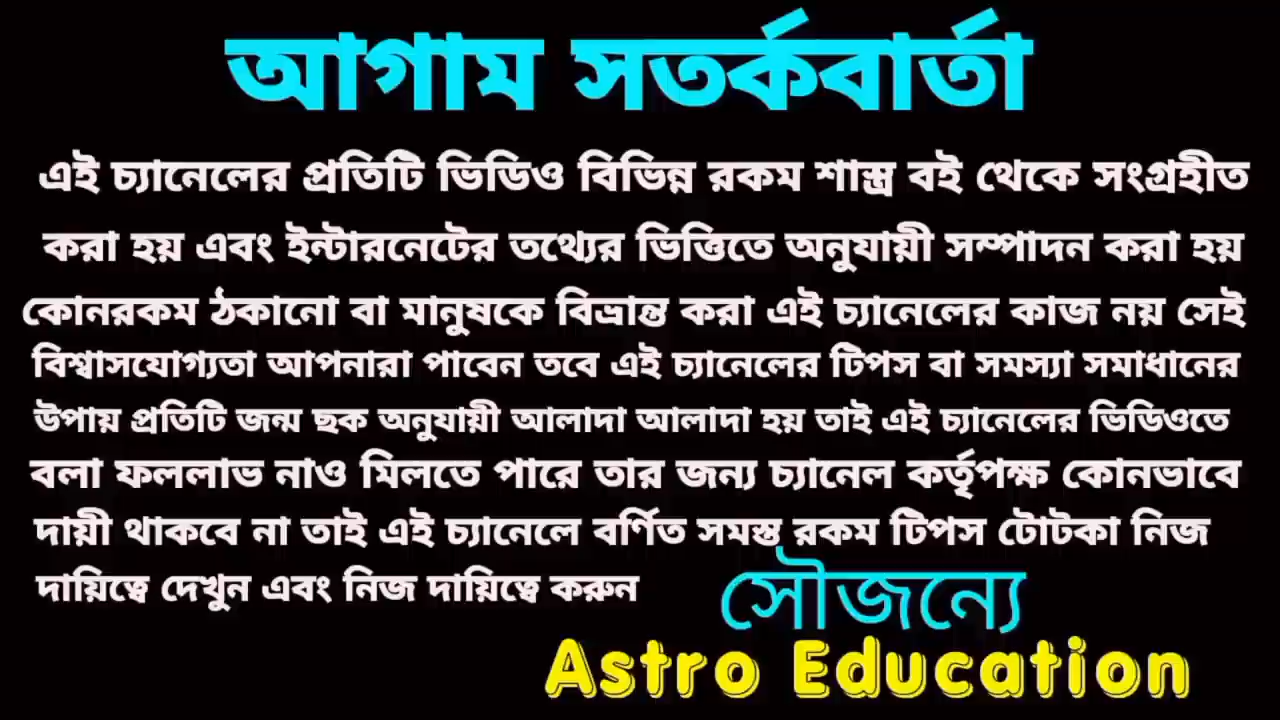 আগাম সতর্কবার্তা
এই চ্যানেলের প্রতিটি ভিডিও বিভিন্ন রকম শাস্ত্র বই থেকে সংগ্রহীত
করা হয় এবং ইন্টারনেটের তথ্যের ভিত্তিতে অনুযায়ী সম্পাদন করা হয়
কোনরকম ঠকানো বা মানুষকে বিভ্রান্ত করা এই চ্যানেলের কাজ নয় সেই
বিশ্বাসযোগ্যতা আপনারা পাবেন তবে এই চ্যানেলের টিপস বা সমস্যা সমাধানের
উপায় প্রতিটি জন্ম ছক অনুযায়ী আলাদা আলাদা হয় তাই এই চ্যানেলের ভিডিওতে
বলা ফললাভ নাও মিলতে পারে তার জন্য চ্যানেল কর্তৃপক্ষ কোনভাবে
দায়ী থাকবে না তাই এই চ্যানেলে বর্ণিত সমস্ত রকম টিপস টোটকা নিজ
দায়িত্বে দেখুন এবং নিজ দায়িত্বে করুন
সৌজন্যে
Astro Education